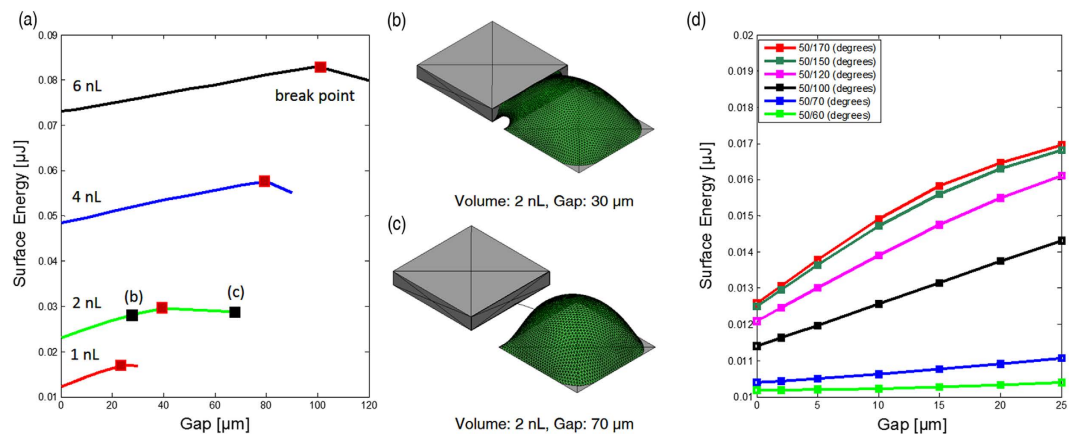 (a)
Surface Energy [µJ]
0.09
0.08
0.07
0.06
0.05
0.04
0.03
0.02
0.01
6 nL
break point
4 nL
2 nL
(b)
(c)
1 nL
0
20
40
60
80
100
120
Gap [µm]
(b)
Volume: 2 nL, Gap: 30 µm
(c)
Volume: 2 nL, Gap: 70 µm
(d)
Surface Energy [µJ]
0.02
0.019
0.018
0.017
0.016
0.015
0.014
0.013
0.012
0.011
0.01
50/170 (degrees)
50/150 (degrees)
50/120 (degrees)
50/100 (degrees)
50/70 (degrees)
50/60 (degrees)
0
5
10
15
20
25
Gap [µm]